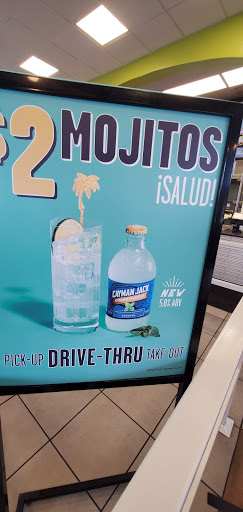 $2 MOJITOS
¡SALUD!
CAYMAN JACK
NEW
5.8% ABV
PICK-UP DRIVE-THRU TAKE OUT